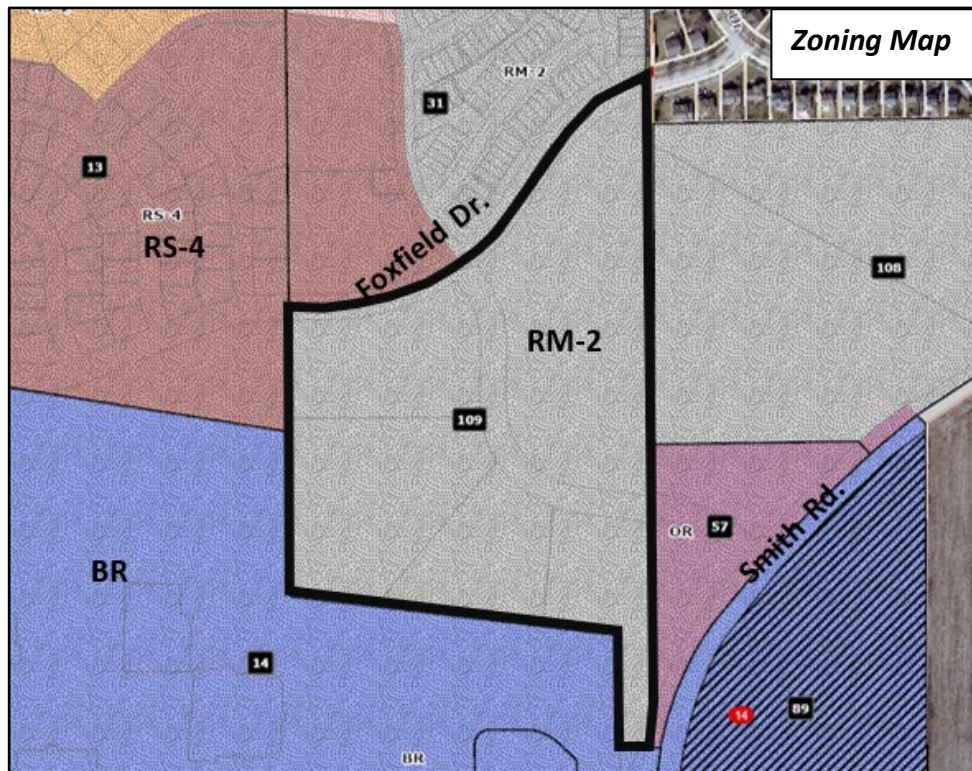 Zoning Map
RM-2
31
13
RS-4
RS-4
Foxfield Dr.
108
RM-2
109
57
OR
Smith Rd.
BR
14
14
89
BR